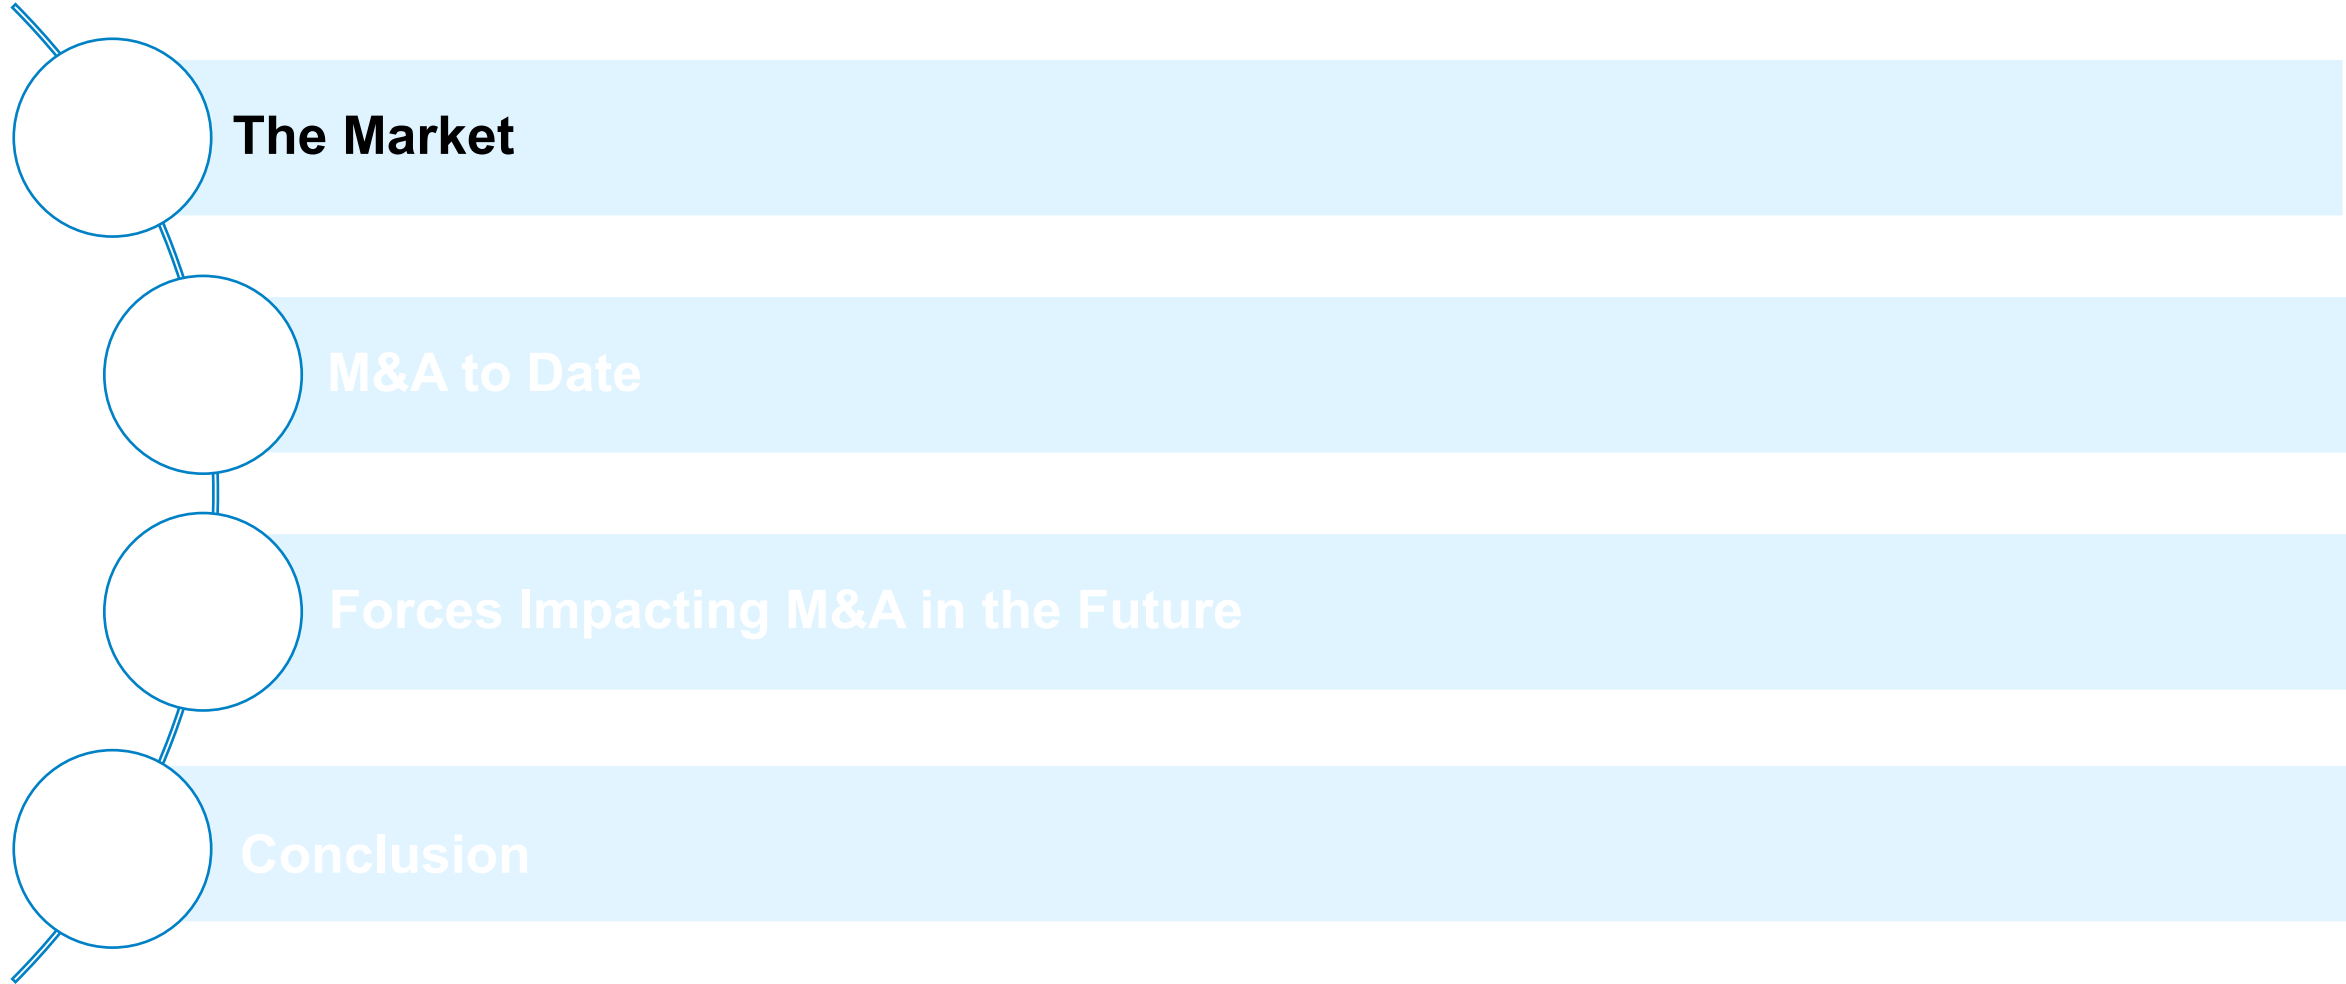 The Market
M&A to Date
Forces Impacting M&A in the Future
Conclusion